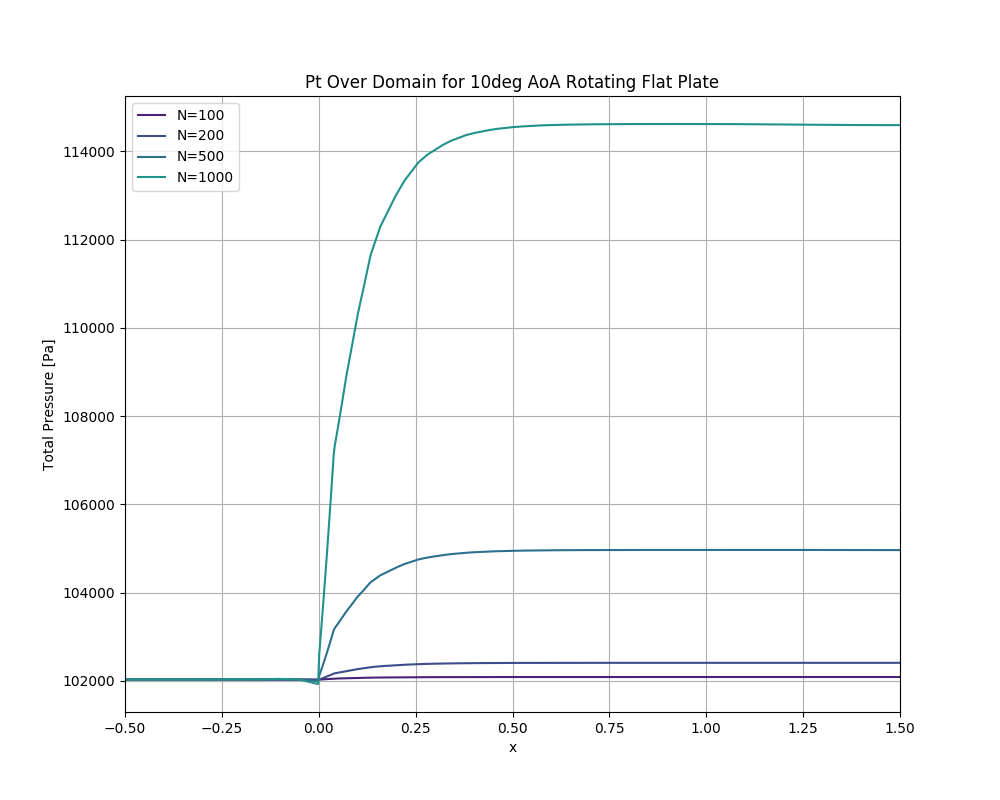 Pt Over Domain for 10deg AoA Rotating Flat Plate
N=100
N=200
N=500
N=1000
114000
112000
110000
108000
106000
104000
102000
Total Pressure [Pa]
−0.50 −0.25 0.00 0.25 0.50 0.75 1.00 1.25 1.50
x